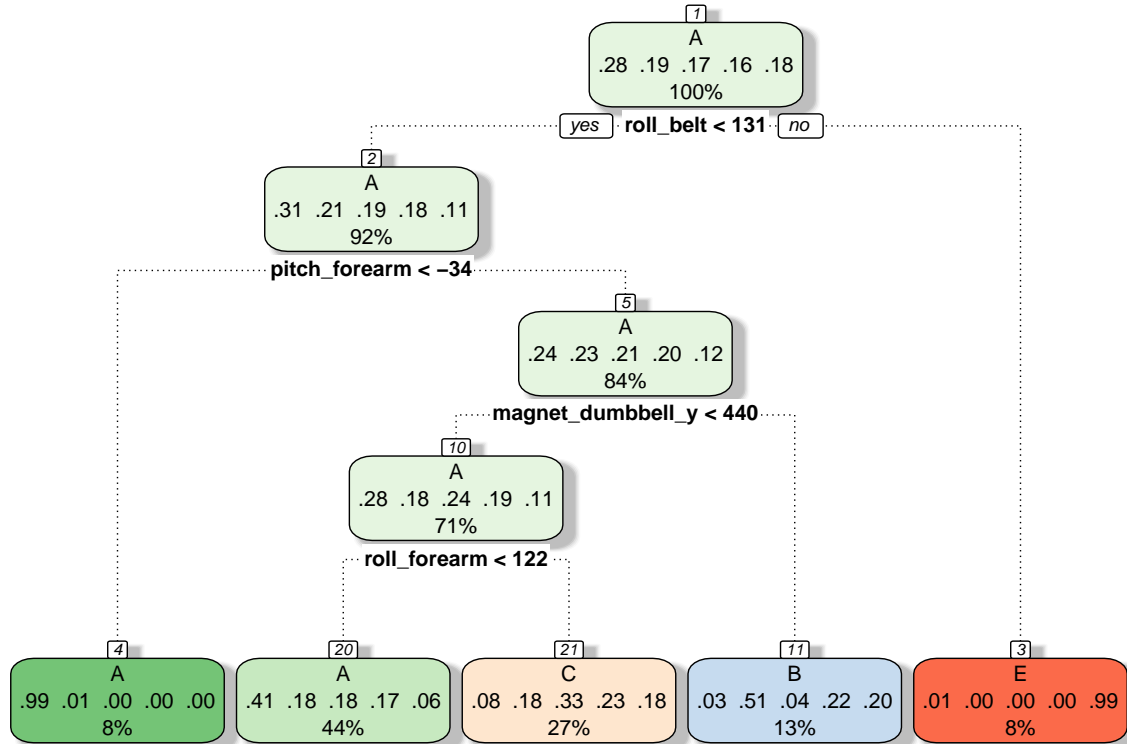 1
A
.28 .19 .17 .16 .18
100%
yes roll_belt < 131 no
2
A
.31 .21 .19 .18 .11
92%
pitch_forearm < −34
5
A
.24 .23 .21 .20 .12
84%
magnet_dumbbell_y < 440
10
A
.28 .18 .24 .19 .11
71%
roll_forearm < 122
4
A
.99 .01 .00 .00 .00
8%
20
A
.41 .18 .18 .17 .06
44%
21
C
.08 .18 .33 .23 .18
27%
11
B
.03 .51 .04 .22 .20
13%
3
E
.01 .00 .00 .00 .99
8%